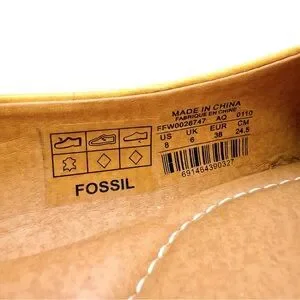 MADE IN CHINA
FABRIQUE EN CHINE
FFW0026747 AQ 0110
US UK EUR CM
8 6 38 24.5
691464390327
FOSSIL